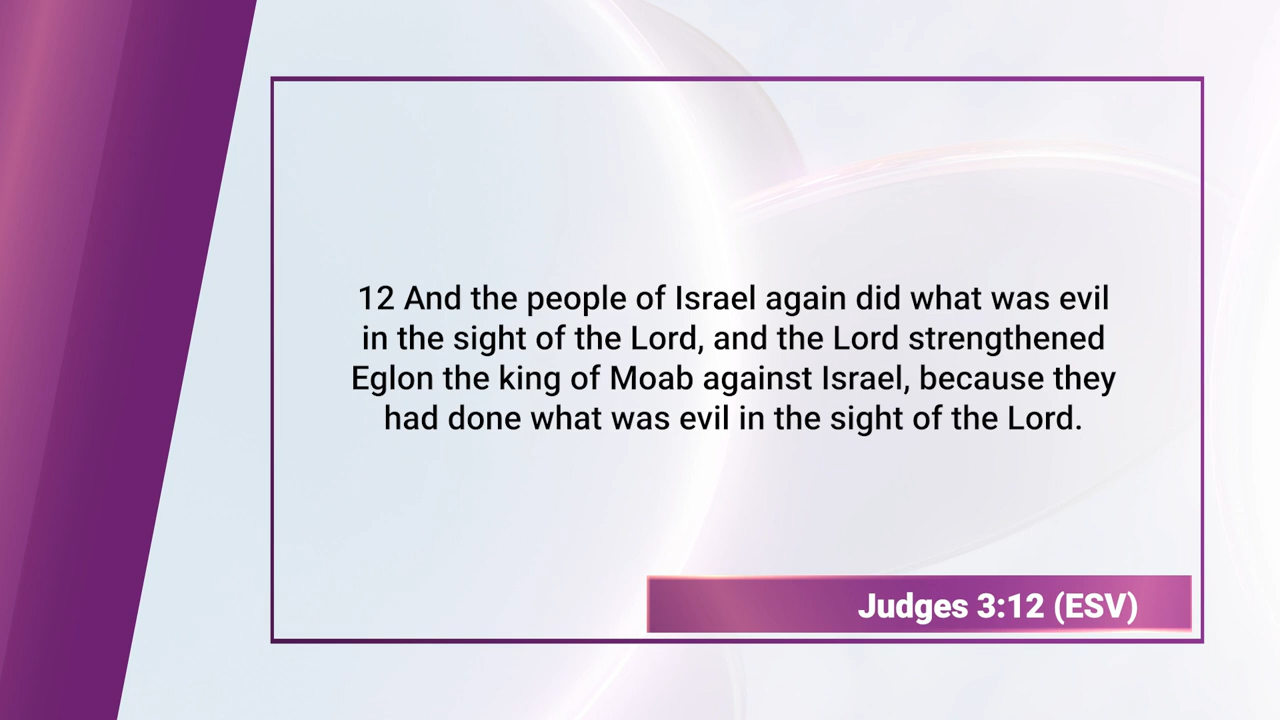 12 And the people of Israel again did what was evil
in the sight of the Lord, and the Lord strengthened
Eglon the king of Moab against Israel, because they
had done what was evil in the sight of the Lord.
Judges 3:12 (ESV)